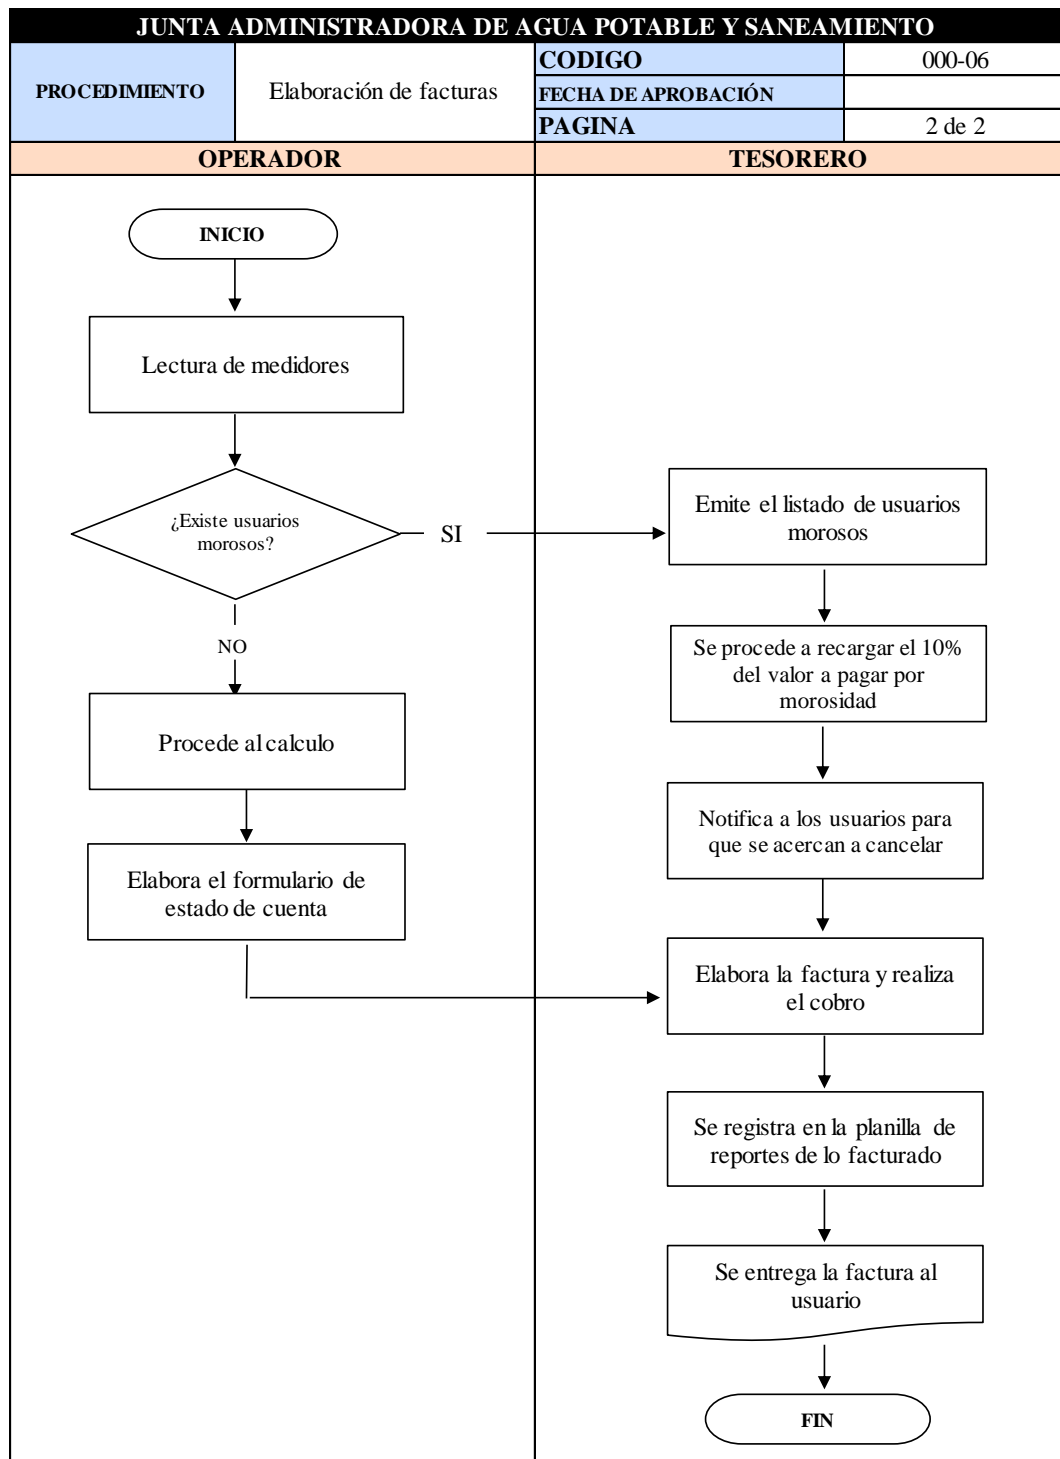 JUNTA ADMINISTRADORA DE AGUA POTABLE Y SANEAMIENTO
PROCEDIMIENTO
Elaboración de facturas
CODIGO
000-06
FECHA DE APROBACIÓN
PAGINA
2 de 2
OPERADOR
TESORERO
INICIO
Lectura de medidores
¿Existe usuarios
morosos?
SI
Emite el listado de usuarios
morosos
NO
Se procede a recargar el 10%
del valor a pagar por
morosidad
Procede al calculo
Notifica a los usuarios para
que se acercan a cancelar
Elabora el formulario de
estado de cuenta
Elabora la factura y realiza
el cobro
Se registra en la planilla de
reportes de lo facturado
Se entrega la factura al
usuario
FIN